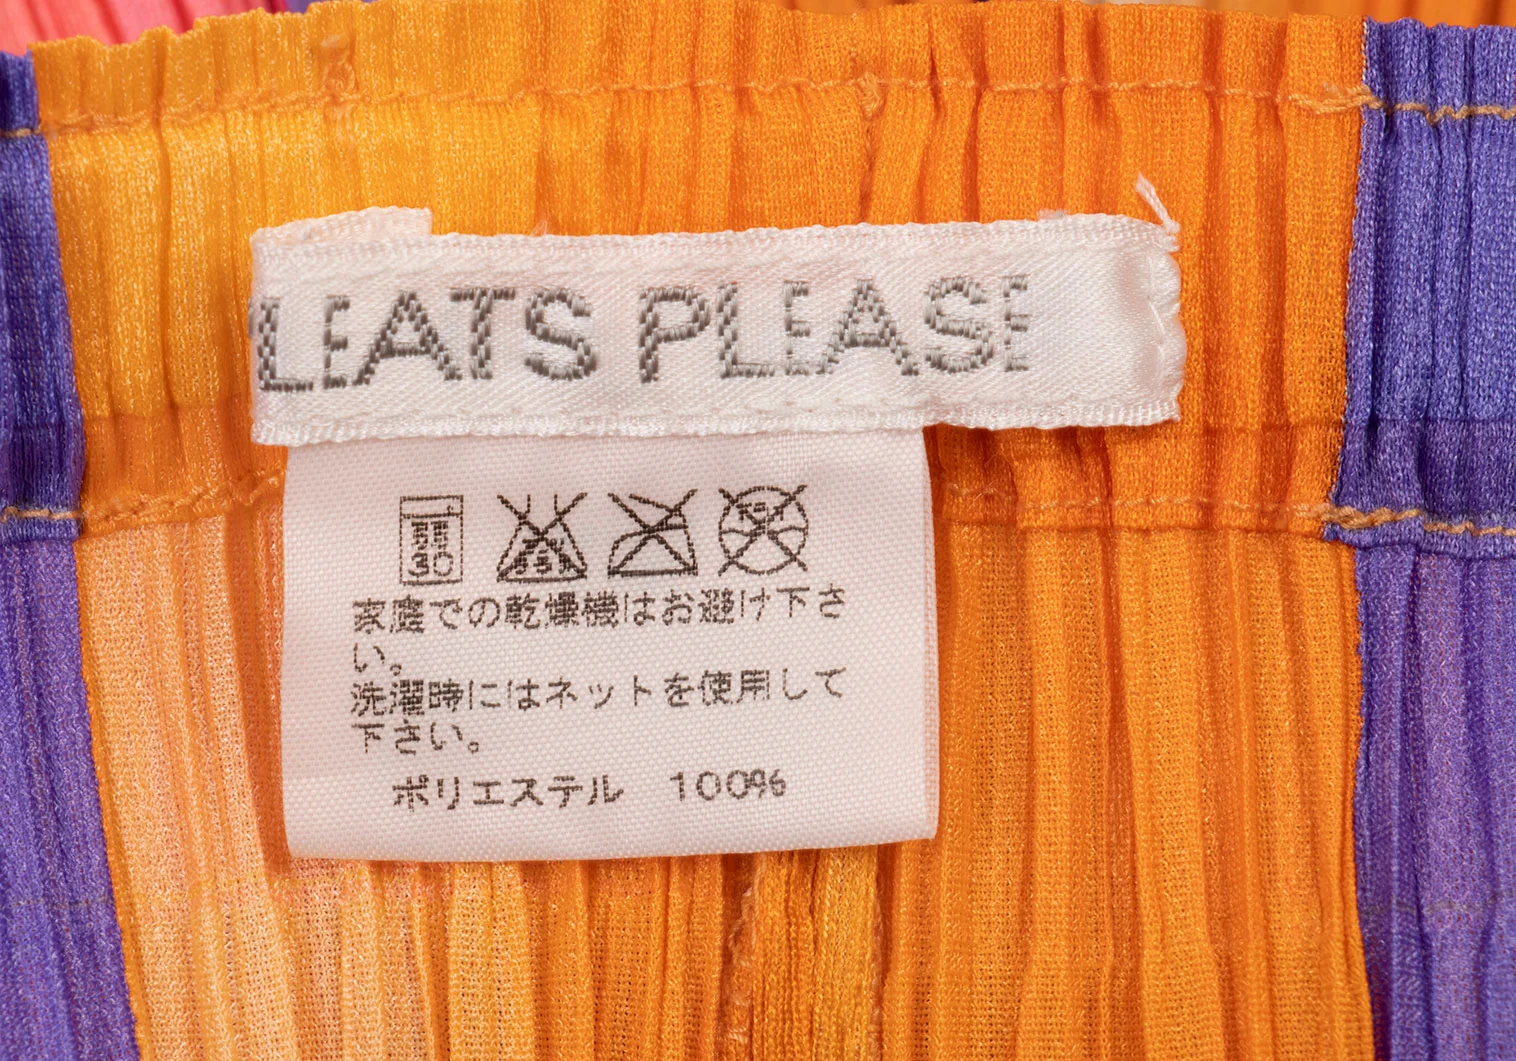 LEATS PLEASE
弱
30
家庭での乾燥機はお避け下さ
い。
洗濯時にはネットを使用して
下さい。
ポリエステル 100%